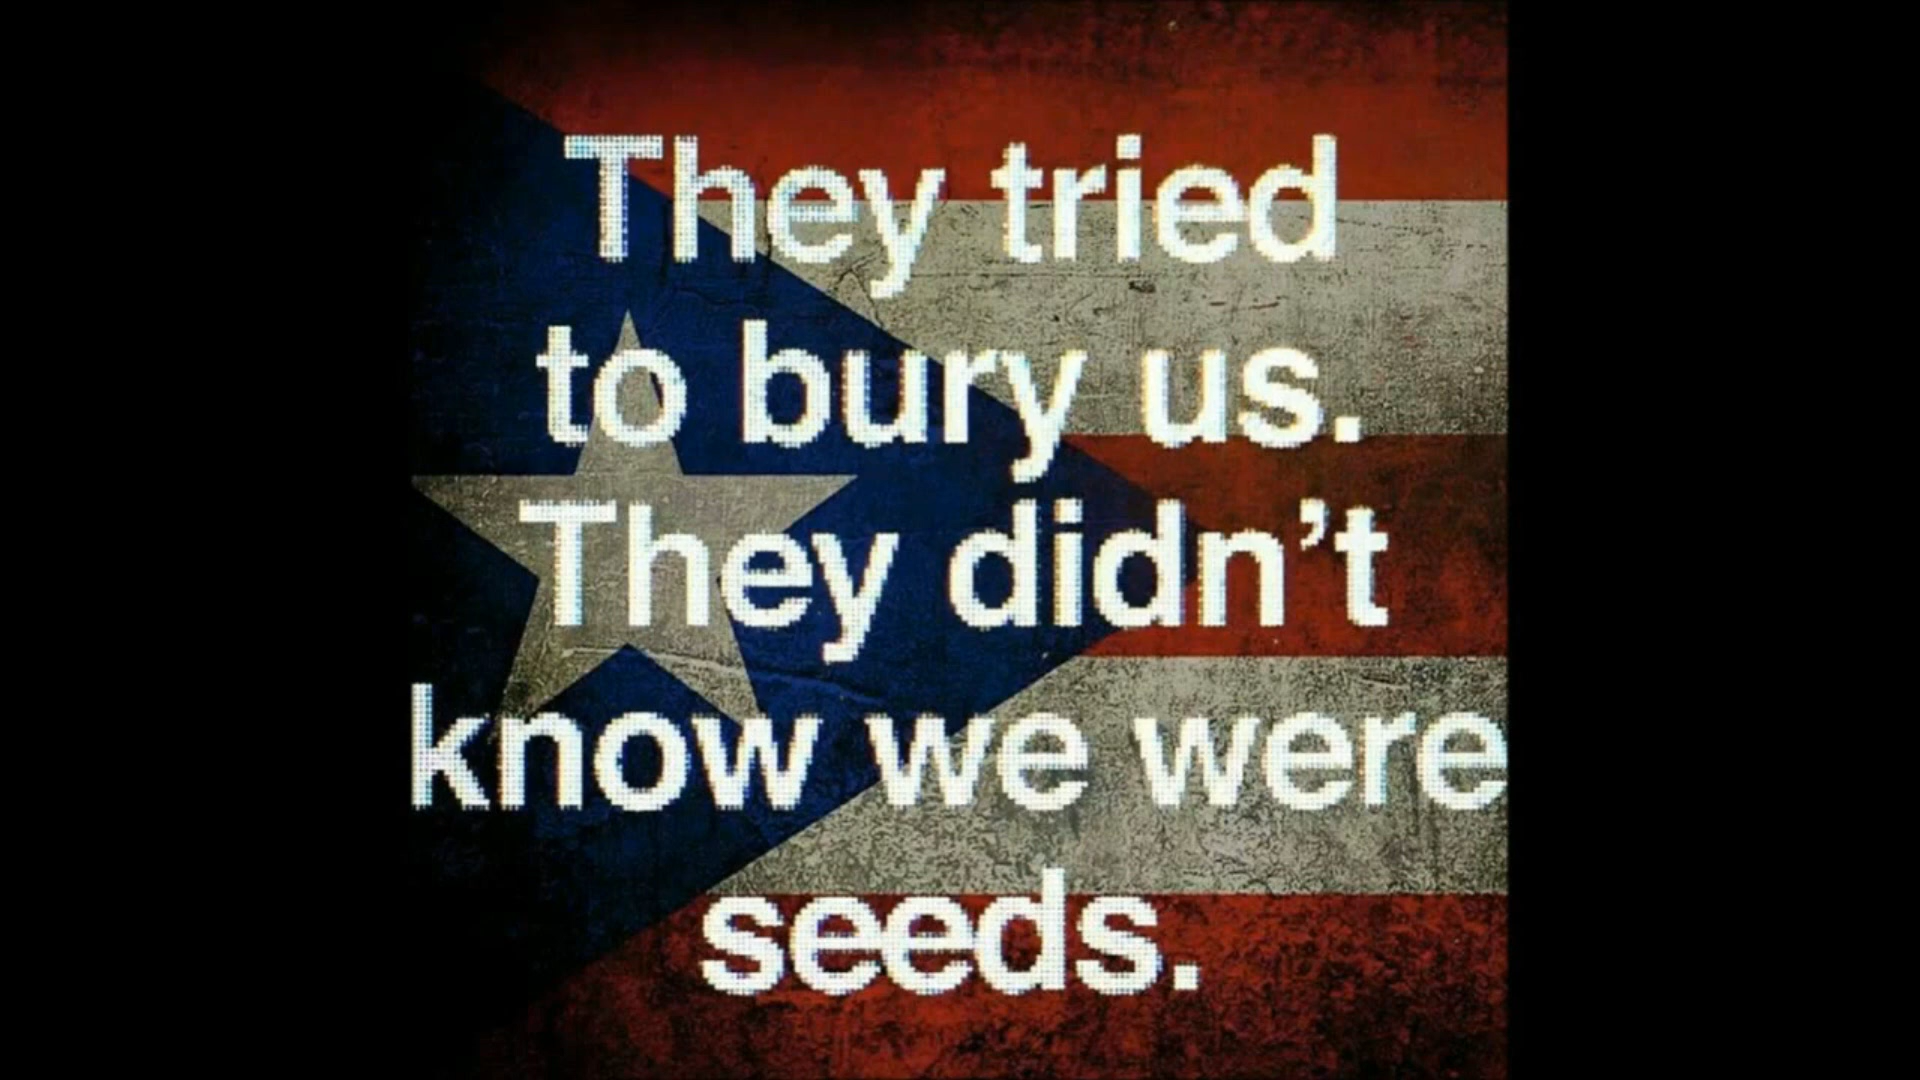 They tried
to bury us.
They didn’t
know we were
seeds.